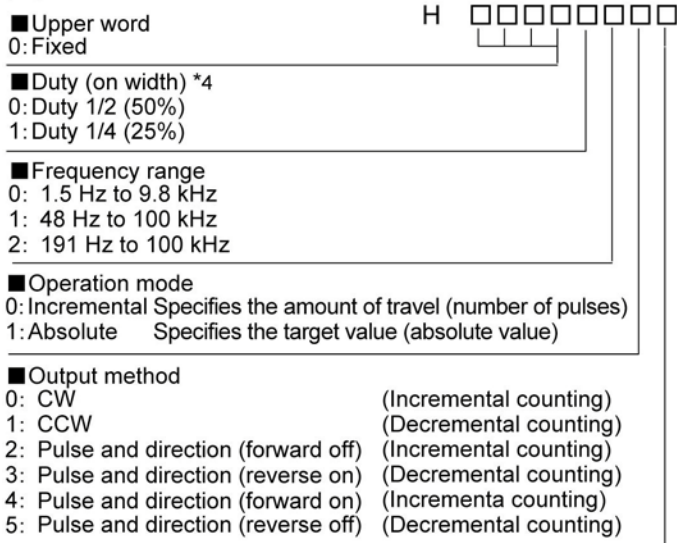 H □□□□□□□□
■Upper word
0:Fixed
■Duty (on width) *4
0:Duty 1/2 (50%)
1:Duty 1/4 (25%)
■Frequency range
0: 1.5 Hz to 9.8 kHz
1: 48 Hz to 100 kHz
2: 191 Hz to 100 kHz
■Operation mode
0:Incremental Specifies the amount of travel (number of pulses)
1:Absolute Specifies the target value (absolute value)
■Output method
0: CW (Incremental counting)
1: CCW (Decremental counting)
2: Pulse and direction (forward off) (Incremental counting)
3: Pulse and direction (reverse on) (Decremental counting)
4: Pulse and direction (forward on) (Incrementa counting)
5: Pulse and direction (reverse off) (Decremental counting)